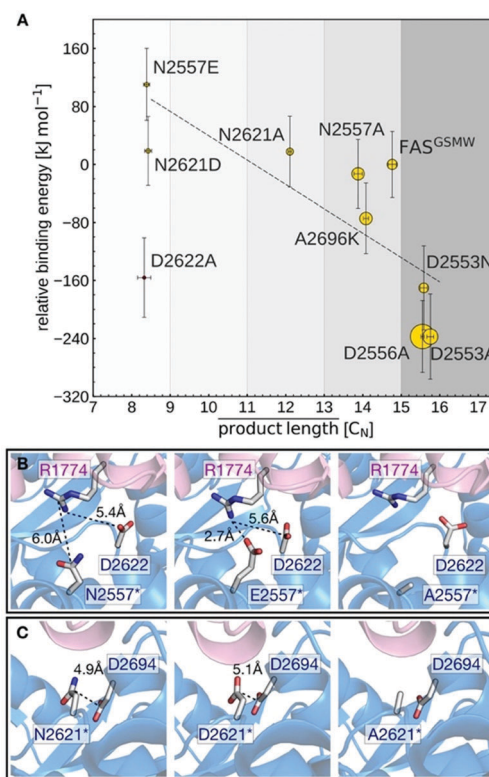 A
relative binding energy [kJ mol⁻¹]
160
80
0
−80
−160
−240
−320
N2557E
N2621D
D2622A
N2621A
N2557A
FAS^GSMW
A2696K
D2553N
D2556A
D2553A
7 8 9 10 11 12 13 14 15 16 17
product length [C_N]
B
R1774
5.4Å
6.0Å
D2622
N2557*
R1774
5.6Å
2.7Å
D2622
E2557*
R1774
D2622
A2557*
C
D2694
4.9Å
N2621*
D2694
5.1Å
D2621*
D2694
A2621*